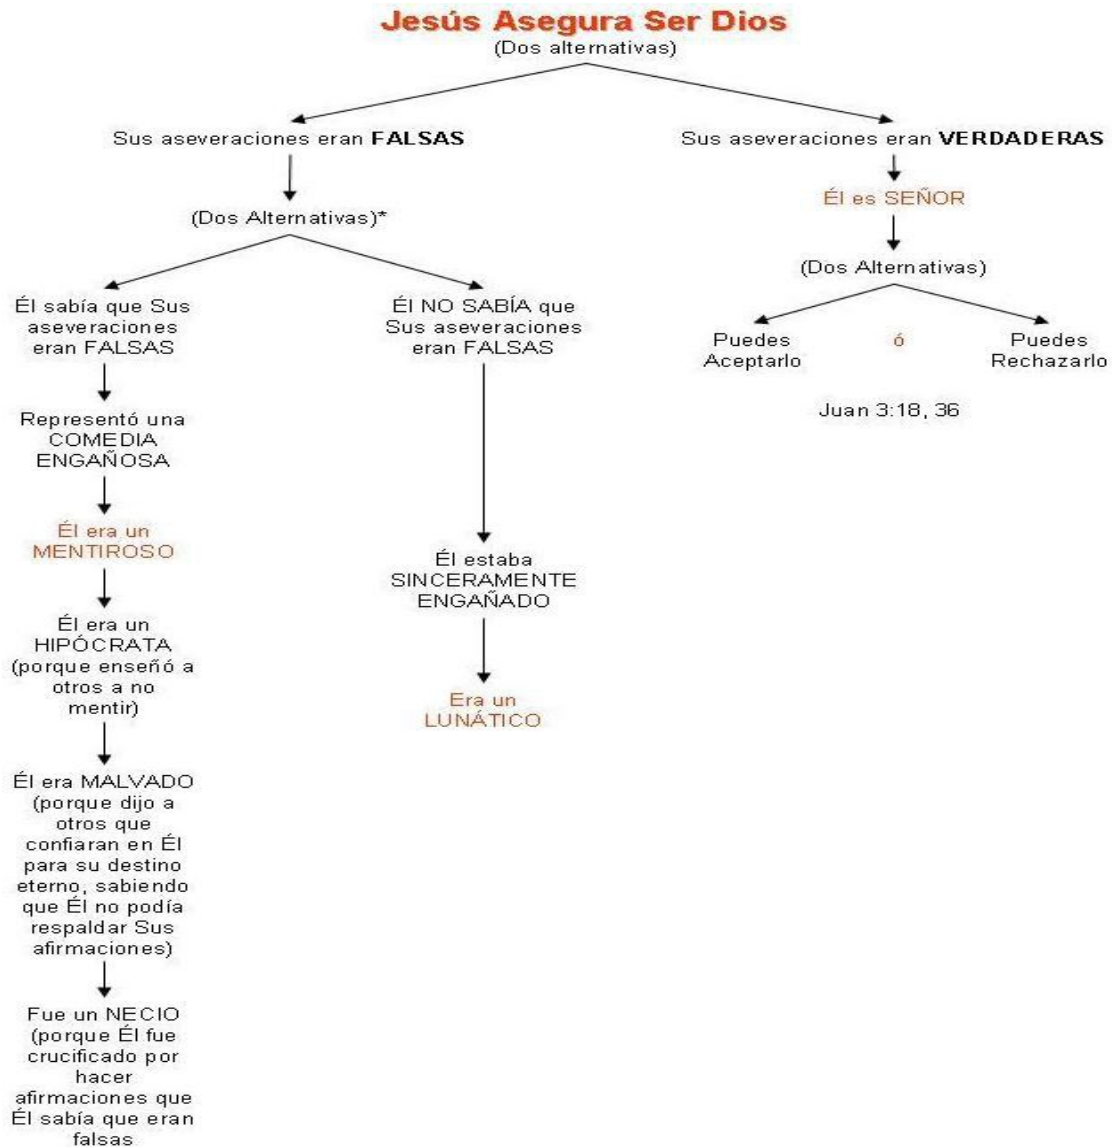 Jesús Asegura Ser Dios
(Dos alternativas)
Sus aseveraciones eran FALSAS
Sus aseveraciones eran VERDADERAS
Él es SEÑOR
(Dos Alternativas)*
(Dos Alternativas)
Él sabía que Sus
aseveraciones
eran FALSAS
Él NO SABÍA que
Sus aseveraciones
eran FALSAS
Puedes
Aceptarlo
ó
Puedes
Rechazarlo
Juan 3:18, 36
Representó una
COMEDIA
ENGAÑOSA
Él era un
MENTIROSO
Él estaba
SINCERAMENTE
ENGAÑADO
Él era un
HIPÓCRATA
(porque enseñó a
otros a no
mentir)
Era un
LUNÁTICO
Él era MALVADO
(porque dijo a
otros que
confiaran en Él
para su destino
eterno, sabiendo
que Él no podía
respaldar Sus
afirmaciones)
Fue un NECIO
(porque Él fue
crucificado por
hacer
afirmaciones que
Él sabía que eran
falsas